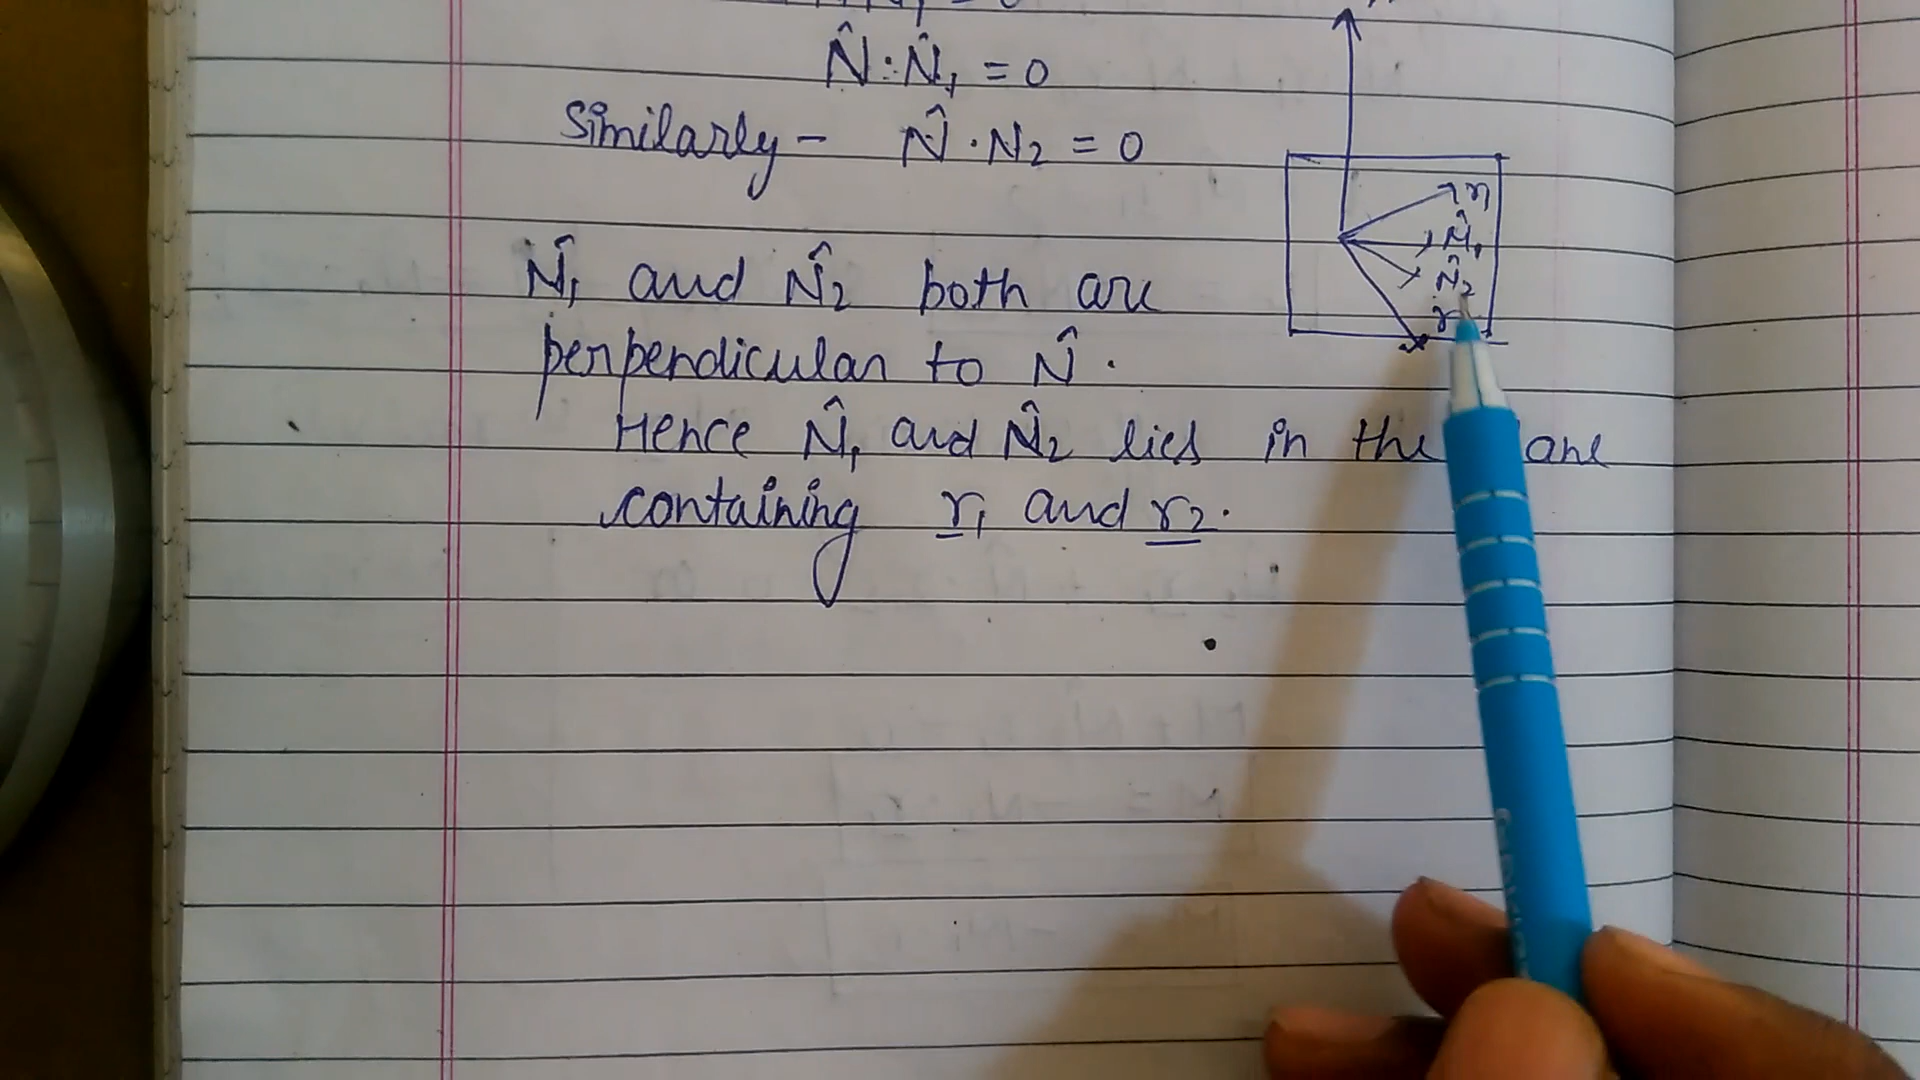 N̂·N̂₁ = 0
Similarly – N̂·N₂ = 0
r₁
N̂₁
N̂₂
N̂₁ and N̂₂ both are
perpendicular to N̂.
Hence N̂₁ and N̂₂ lies in the
containing r₁ and r₂.